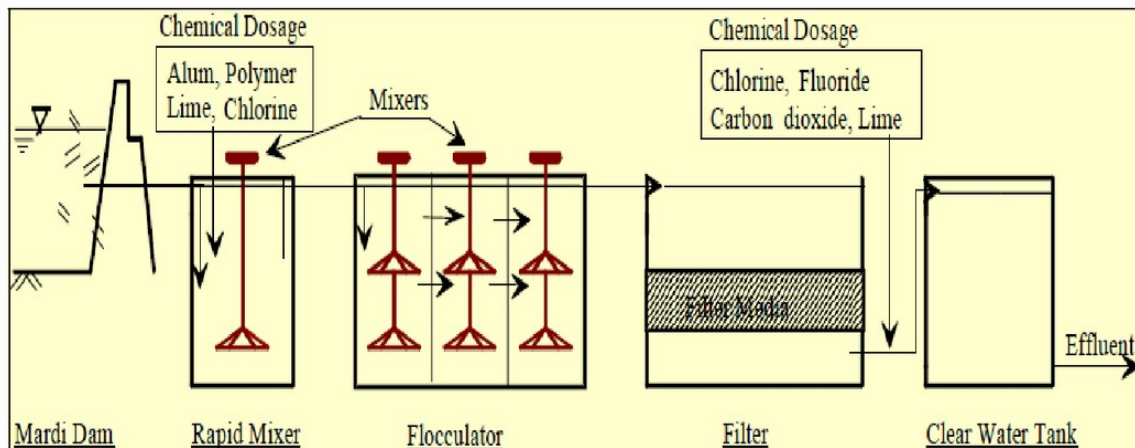 Chemical Dosage
Alum, Polymer
Lime, Chlorine
Mixers
Chemical Dosage
Chlorine, Fluoride
Carbon dioxide, Lime
Filter Media
Effluent
Mardi Dam
Rapid Mixer
Flocculator
Filter
Clear Water Tank